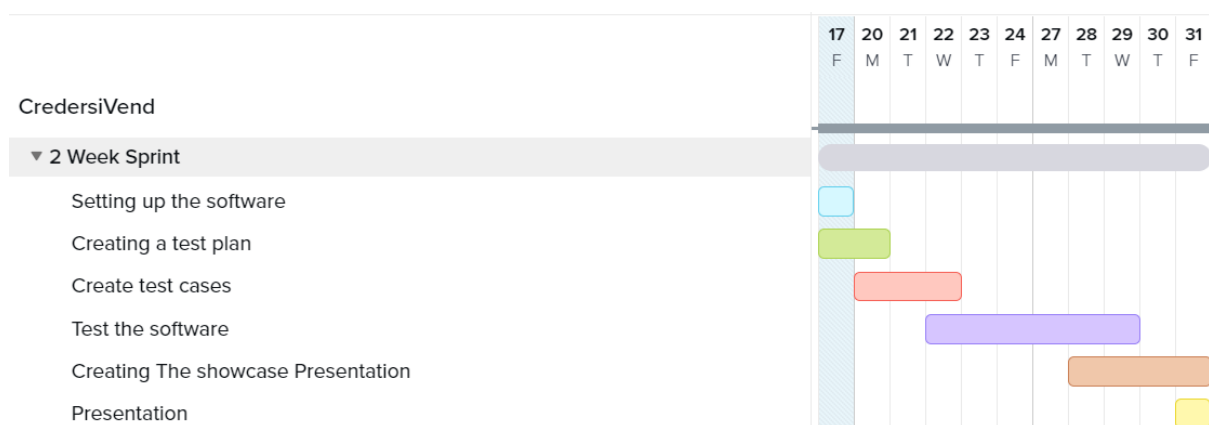 17 20 21 22 23 24 27 28 29 30 31
F M T W T F M T W T F
CredersiVend
2 Week Sprint
Setting up the software
Creating a test plan
Create test cases
Test the software
Creating The showcase Presentation
Presentation